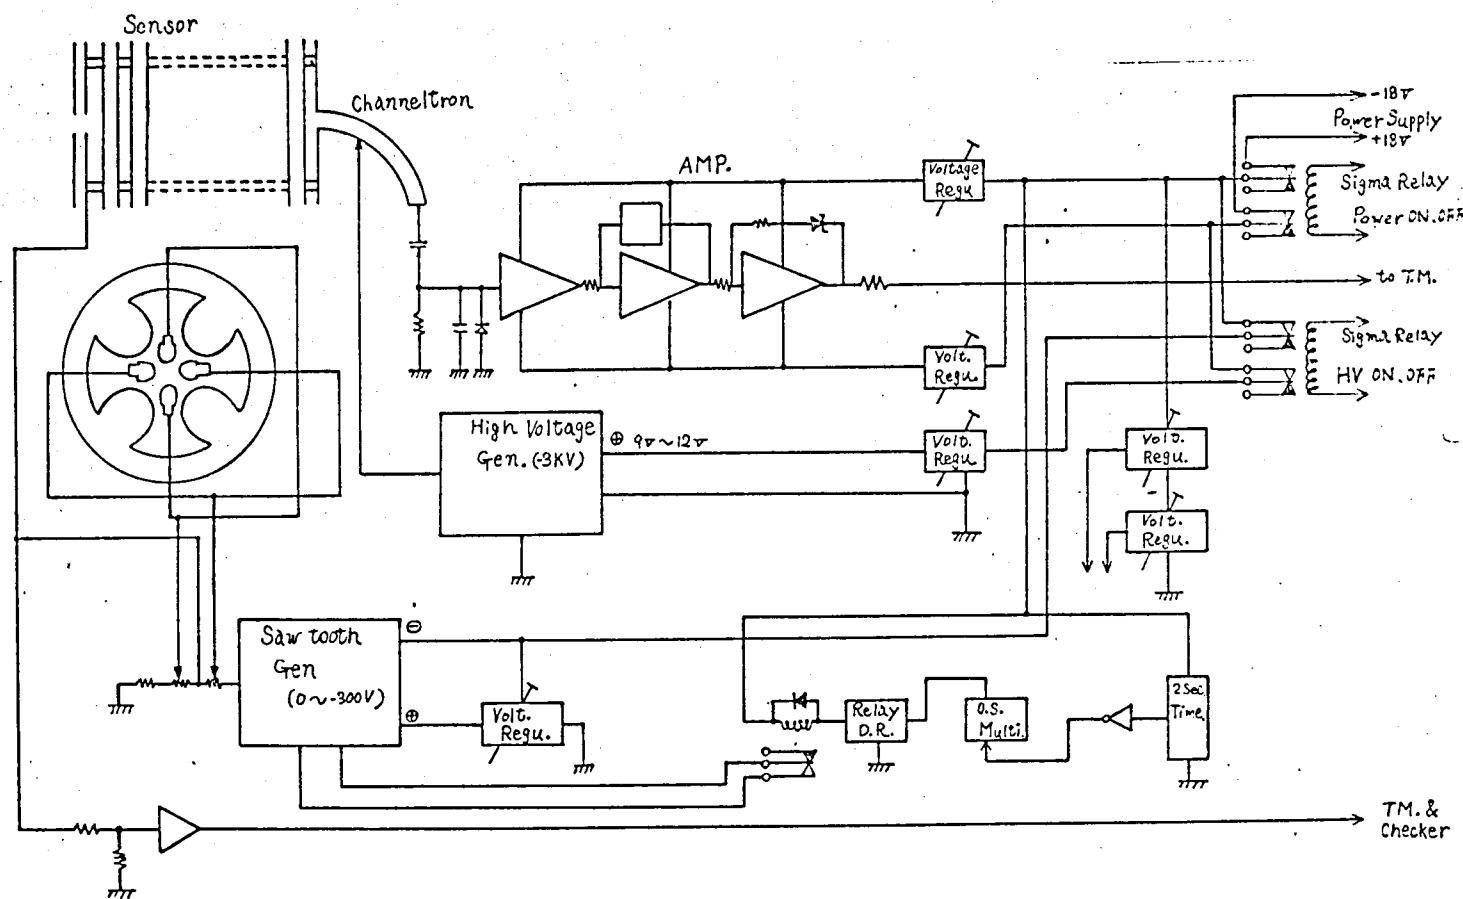 Sensor
Channeltron
AMP.
Voltage
Regu.
-18V
Power Supply
+18V
Sigma Relay
Power ON.OFF
to T.M.
Sigma Relay
HV ON.OFF
Volt.
Regu.
High Voltage
Gen. (-3KV)
⊕ 9V~12V
Volt.
Regu.
Volt.
Regu.
Volt.
Regu.
Saw tooth
Gen
(0~-300V)
⊖
⊕
Volt.
Regu.
Relay
D.R.
O.S.
Multi.
2 Sec.
Time.
TM. &
Checker